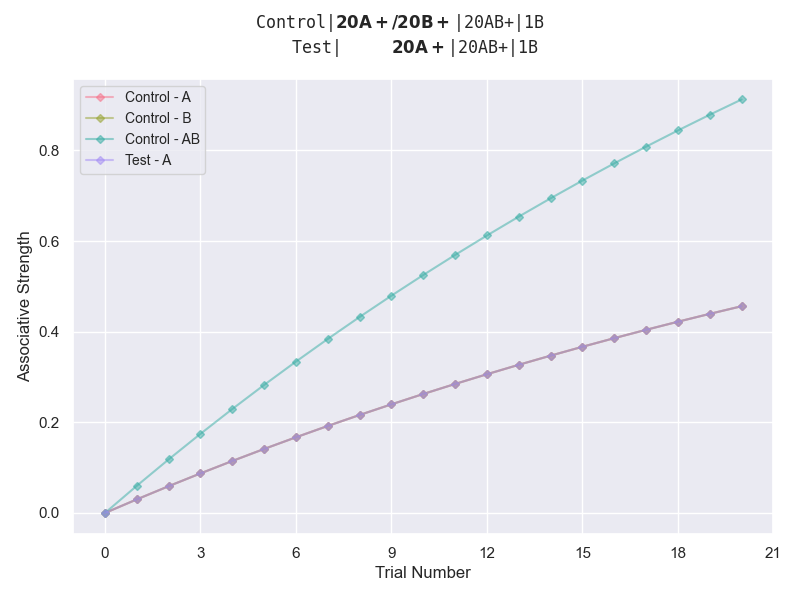 Control|20A+/20B+|20AB+|1B
Test|     20A+|20AB+|1B
Control - A
Control - B
Control - AB
Test - A
0.8
0.6
0.4
0.2
0.0
Associative Strength
0 3 6 9 12 15 18 21
Trial Number